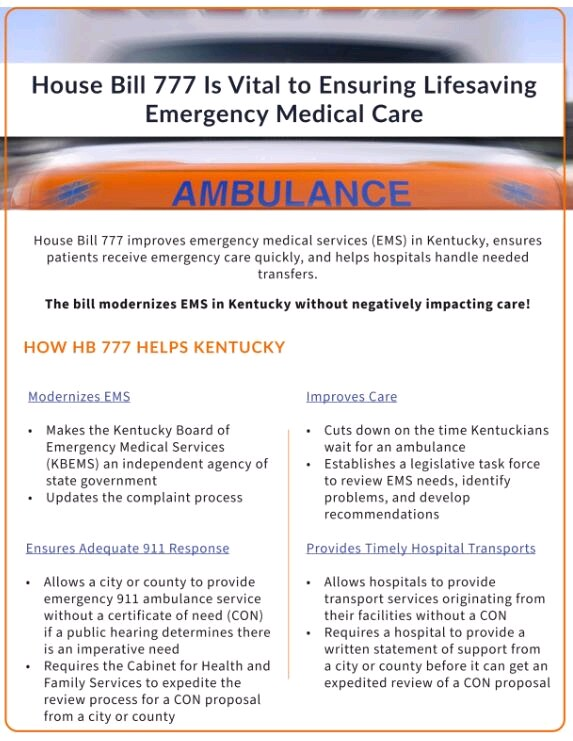 House Bill 777 Is Vital to Ensuring Lifesaving
Emergency Medical Care
AMBULANCE
House Bill 777 improves emergency medical services (EMS) in Kentucky, ensures
patients receive emergency care quickly, and helps hospitals handle needed
transfers.
The bill modernizes EMS in Kentucky without negatively impacting care!
HOW HB 777 HELPS KENTUCKY
Modernizes EMS
• Makes the Kentucky Board of
Emergency Medical Services
(KBEMS) an independent agency of
state government
• Updates the complaint process
Improves Care
• Cuts down on the time Kentuckians
wait for an ambulance
• Establishes a legislative task force
to review EMS needs, identify
problems, and develop
recommendations
Ensures Adequate 911 Response
• Allows a city or county to provide
emergency 911 ambulance service
without a certificate of need (CON)
if a public hearing determines there
is an imperative need
• Requires the Cabinet for Health and
Family Services to expedite the
review process for a CON proposal
from a city or county
Provides Timely Hospital Transports
• Allows hospitals to provide
transport services originating from
their facilities without a CON
• Requires a hospital to provide a
written statement of support from
a city or county before it can get an
expedited review of a CON proposal